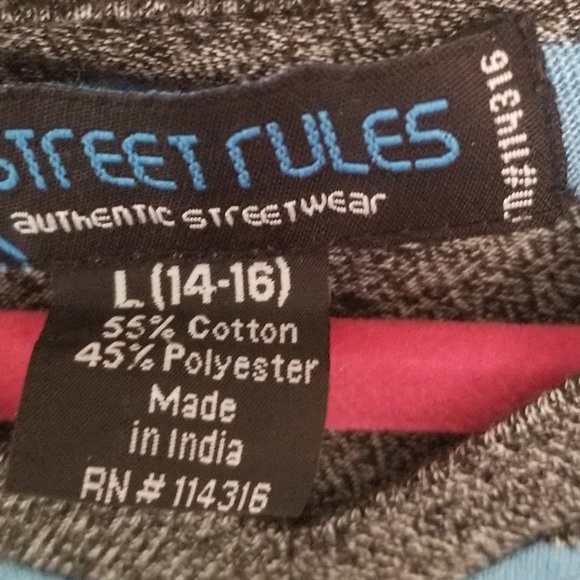 STREET RULES
AUTHENTIC STREETWEAR
RN#114316
L (14-16)
55% Cotton
45% Polyester
Made
in India
RN # 114316